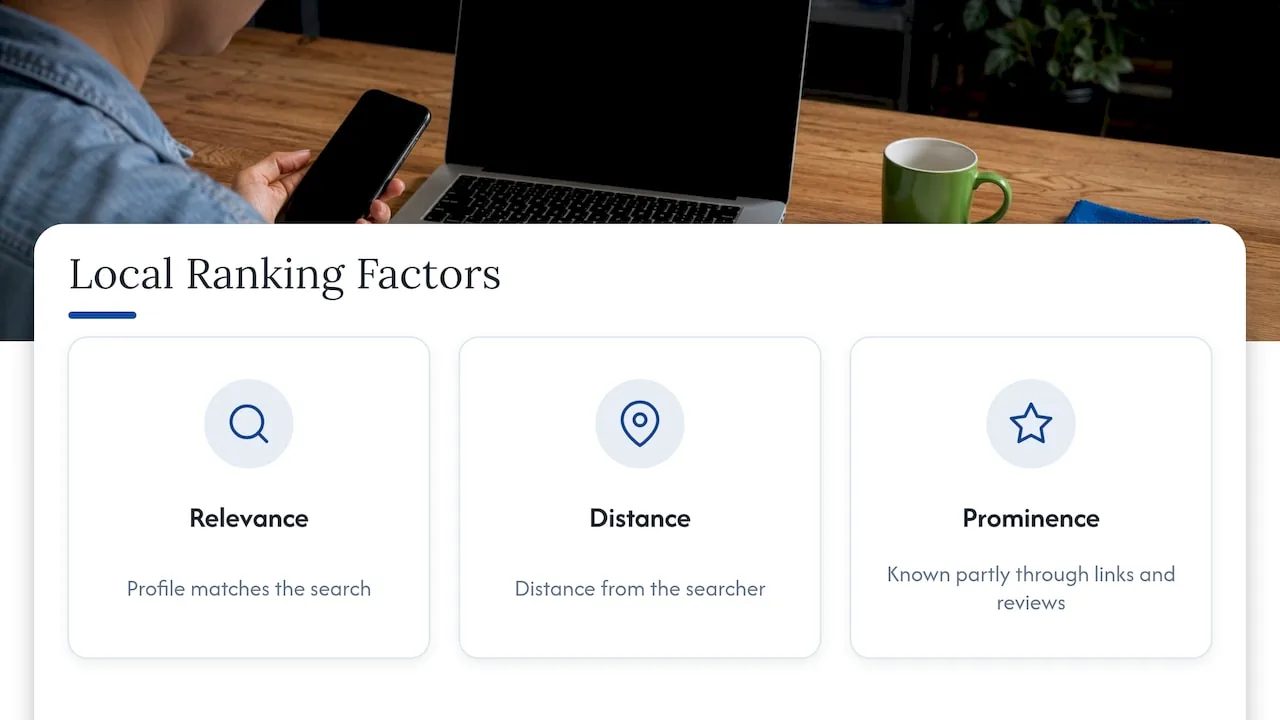 Local Ranking Factors
Relevance
Profile matches the search
Distance
Distance from the searcher
Prominence
Known partly through links and
reviews